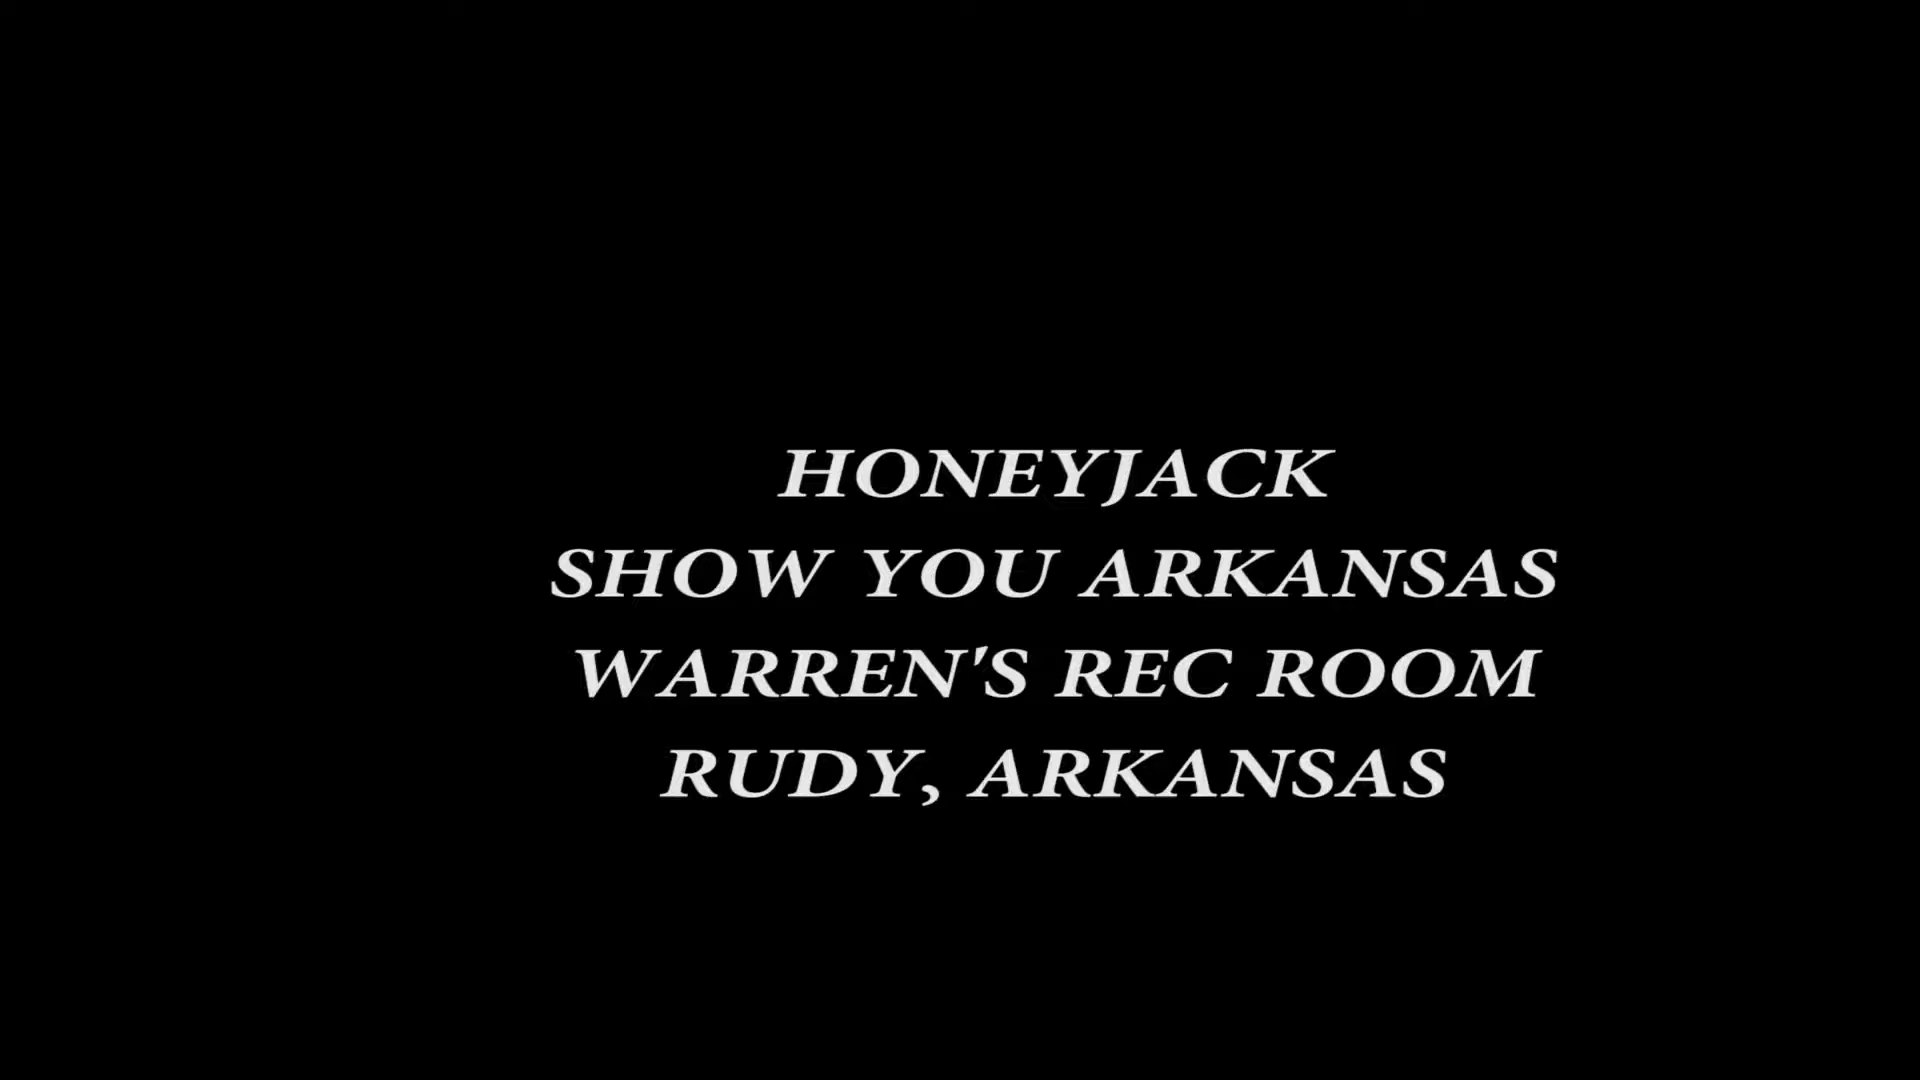 HONEYJACK
SHOW YOU ARKANSAS
WARREN'S REC ROOM
RUDY, ARKANSAS